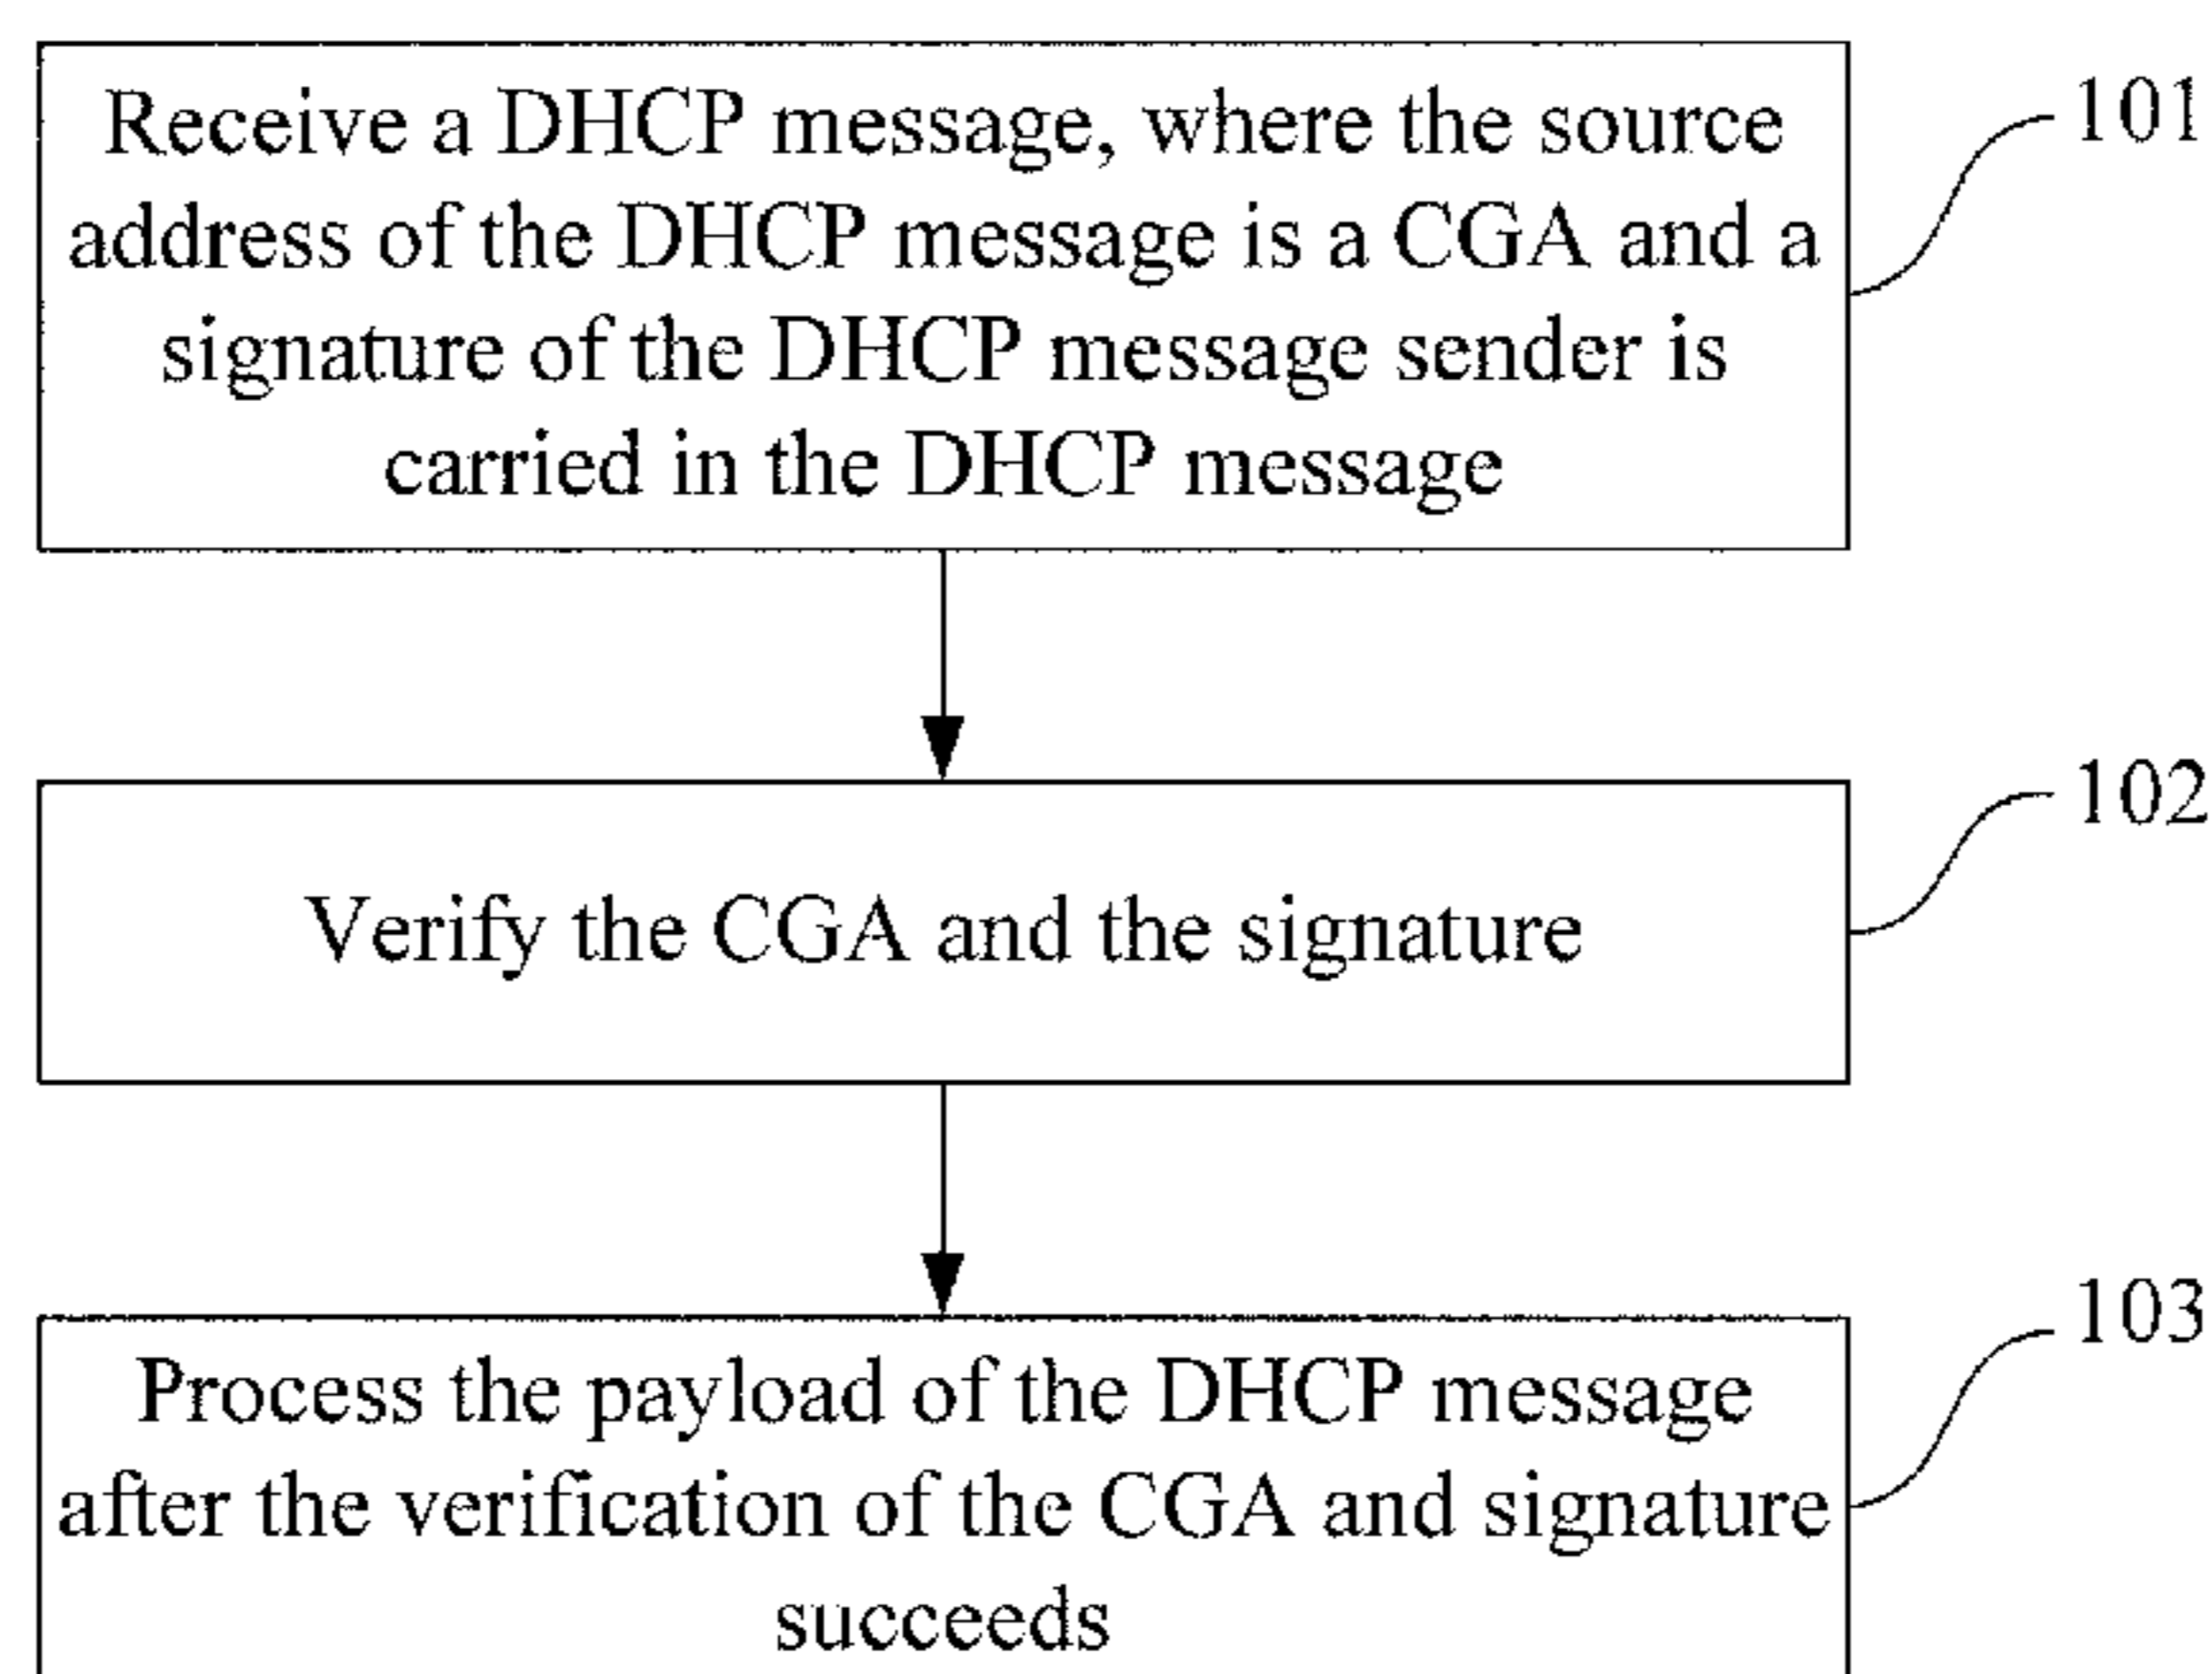 Receive a DHCP message, where the source
address of the DHCP message is a CGA and a
signature of the DHCP message sender is
carried in the DHCP message
101
Verify the CGA and the signature
102
Process the payload of the DHCP message
after the verification of the CGA and signature
succeeds
103